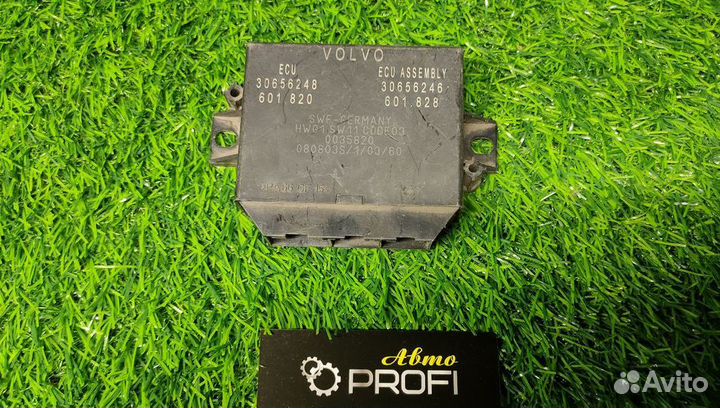 VOLVO
ECU ECU ASSEMBLY
30656248 30656246
601.820 601.828
SWF-GERMANY
HW01 SW11 CODE03
0035820
080803S/1/03/60
Авто
PROFI
Avito